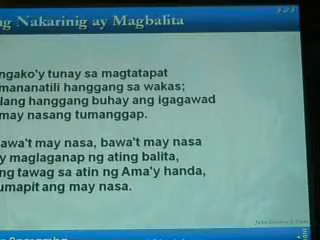 ng Nakarinig ay Magbalita
ngako'y tunay sa magtatapat
mananatili hanggang sa wakas;
lang hanggang buhay ang igagawad
may nasang tumanggap.
awa't may nasa, bawa't may nasa
y maglaganap ng ating balita,
ng tawag sa atin ng Ama'y handa,
umapit ang may nasa.